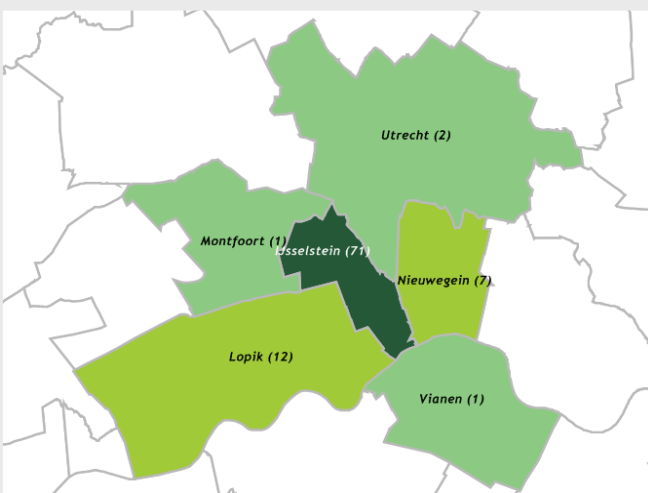 Utrecht (2)
Montfoort (1)
IJsselstein (71)
Nieuwegein (7)
Lopik (12)
Vianen (1)